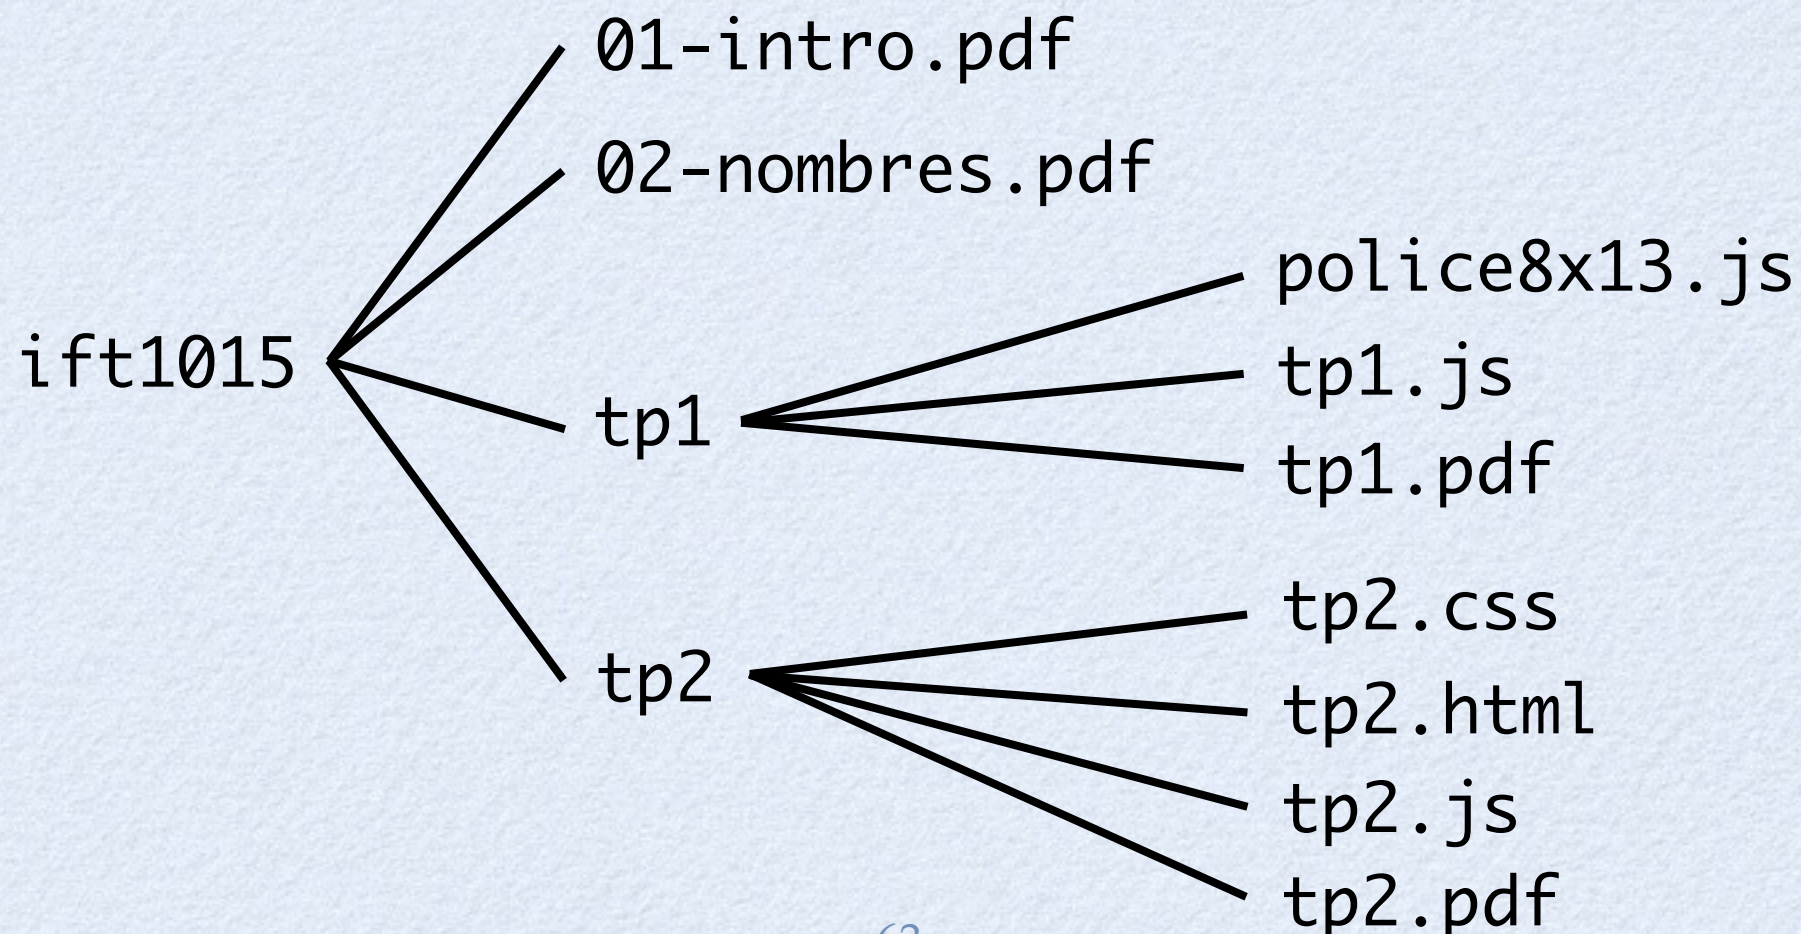 01-intro.pdf
02-nombres.pdf
ift1015
tp1
police8x13.js
tp1.js
tp1.pdf
tp2
tp2.css
tp2.html
tp2.js
tp2.pdf